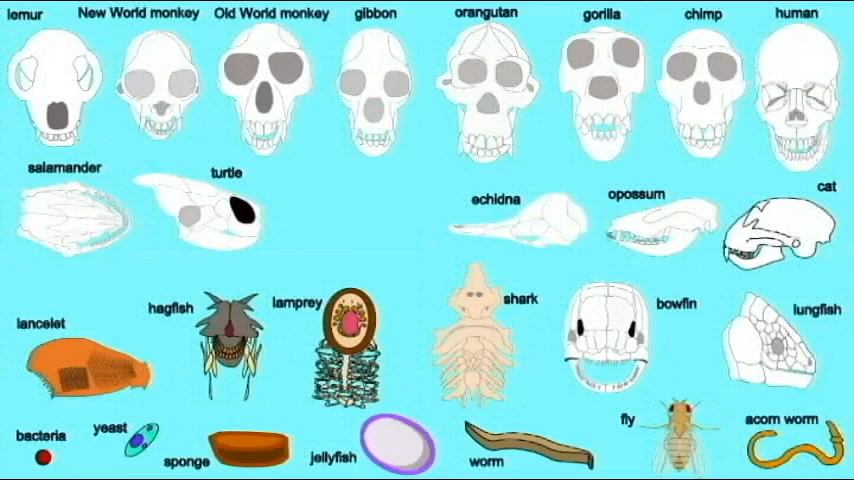 lemur New World monkey Old World monkey gibbon orangutan gorilla chimp human
salamander turtle echidna opossum cat
lancelet hagfish lamprey shark bowfin lungfish
bacteria yeast sponge jellyfish worm fly acorn worm